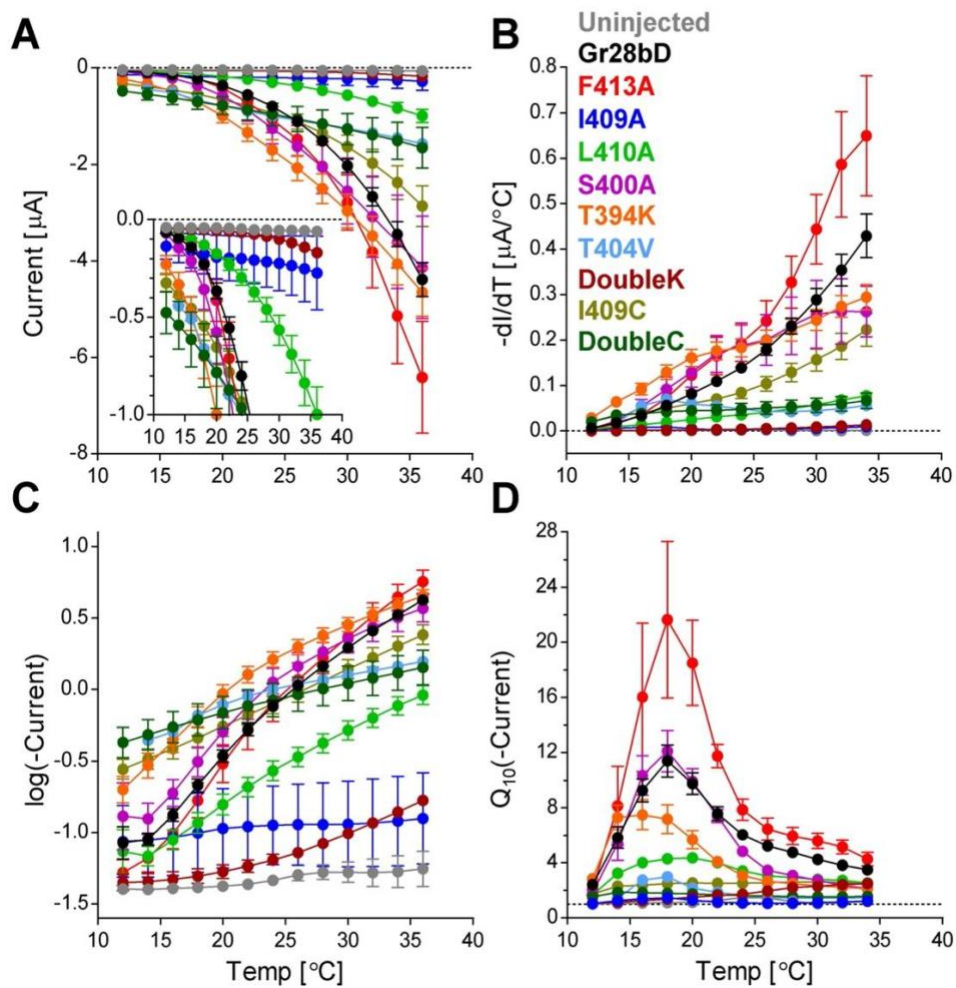 A
0
-2
-4
-6
-8
Current [µA]
0.0
-0.5
-1.0
10 15 20 25 30 35 40
10 15 20 25 30 35 40
B
Uninjected
Gr28bD
F413A
I409A
L410A
S400A
T394K
T404V
DoubleK
I409C
DoubleC
0.8
0.7
0.6
0.5
0.4
0.3
0.2
0.1
0.0
-dI/dT [µA/°C]
10 15 20 25 30 35 40
C
1.0
0.5
0.0
-0.5
-1.0
-1.5
log(-Current)
10 15 20 25 30 35 40
Temp [°C]
D
28
24
20
16
12
8
4
0
Q10(-Current)
10 15 20 25 30 35 40
Temp [°C]